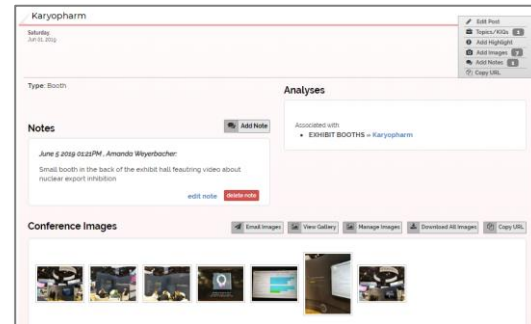 Karyopharm
Saturday
Jun 01, 2019
Edit Post
Topics/KIQs 1
Add Highlight
Add Images 7
Add Notes 1
Copy URL
Type: Booth
Analyses
Notes
Add Note
Associated with
EXHIBIT BOOTHS » Karyopharm
June 5 2019 01:21PM , Amanda Weyerbacher:
Small booth in the back of the exhibit hall feautring video about
nuclear export inhibition
edit note delete note
Conference Images
Email Images View Gallery Manage Images Download All Images Copy URL